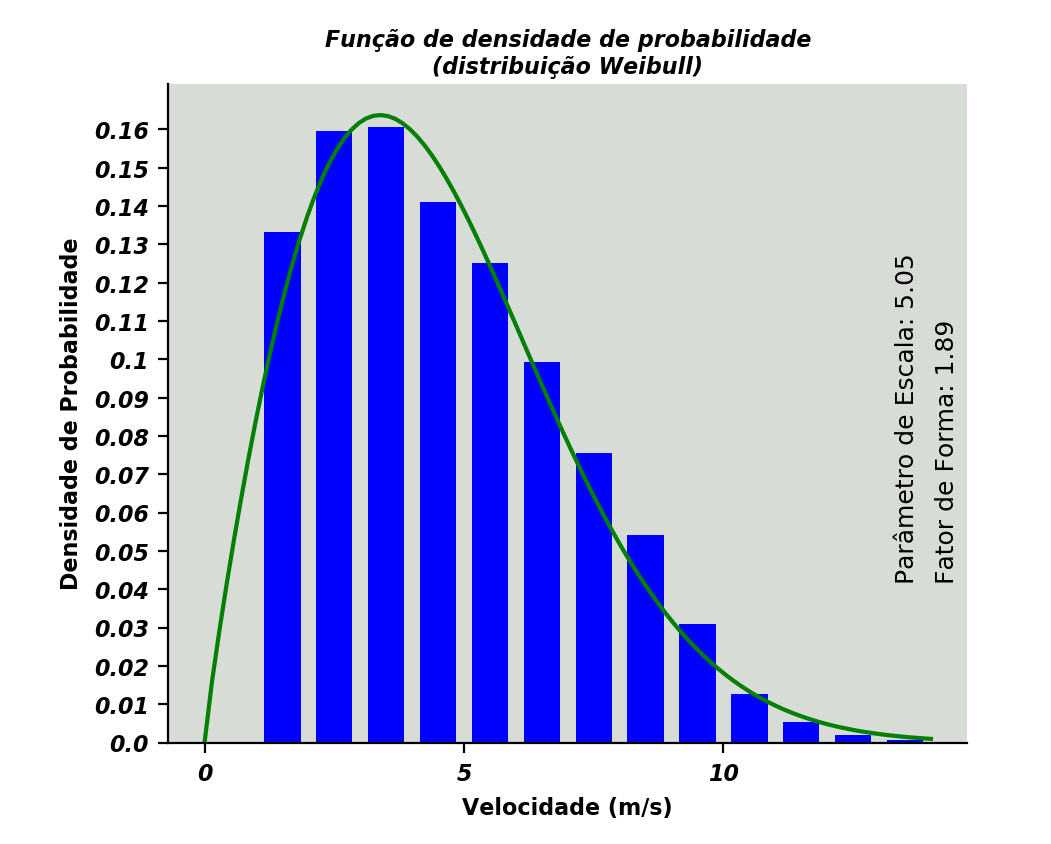 Função de densidade de probabilidade
(distribuição Weibull)
Densidade de Probabilidade
0.16
0.15
0.14
0.13
0.12
0.11
0.1
0.09
0.08
0.07
0.06
0.05
0.04
0.03
0.02
0.01
0.0
Parâmetro de Escala: 5.05
Fator de Forma: 1.89
0 5 10
Velocidade (m/s)